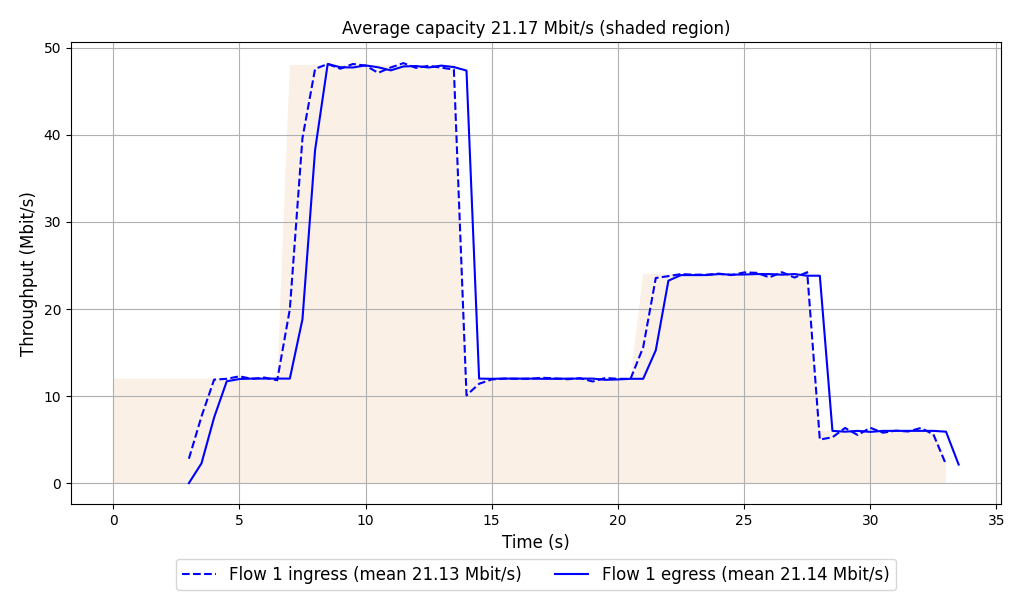 Average capacity 21.17 Mbit/s (shaded region)
Throughput (Mbit/s)
50
40
30
20
10
0
0 5 10 15 20 25 30 35
Time (s)
Flow 1 ingress (mean 21.13 Mbit/s) Flow 1 egress (mean 21.14 Mbit/s)